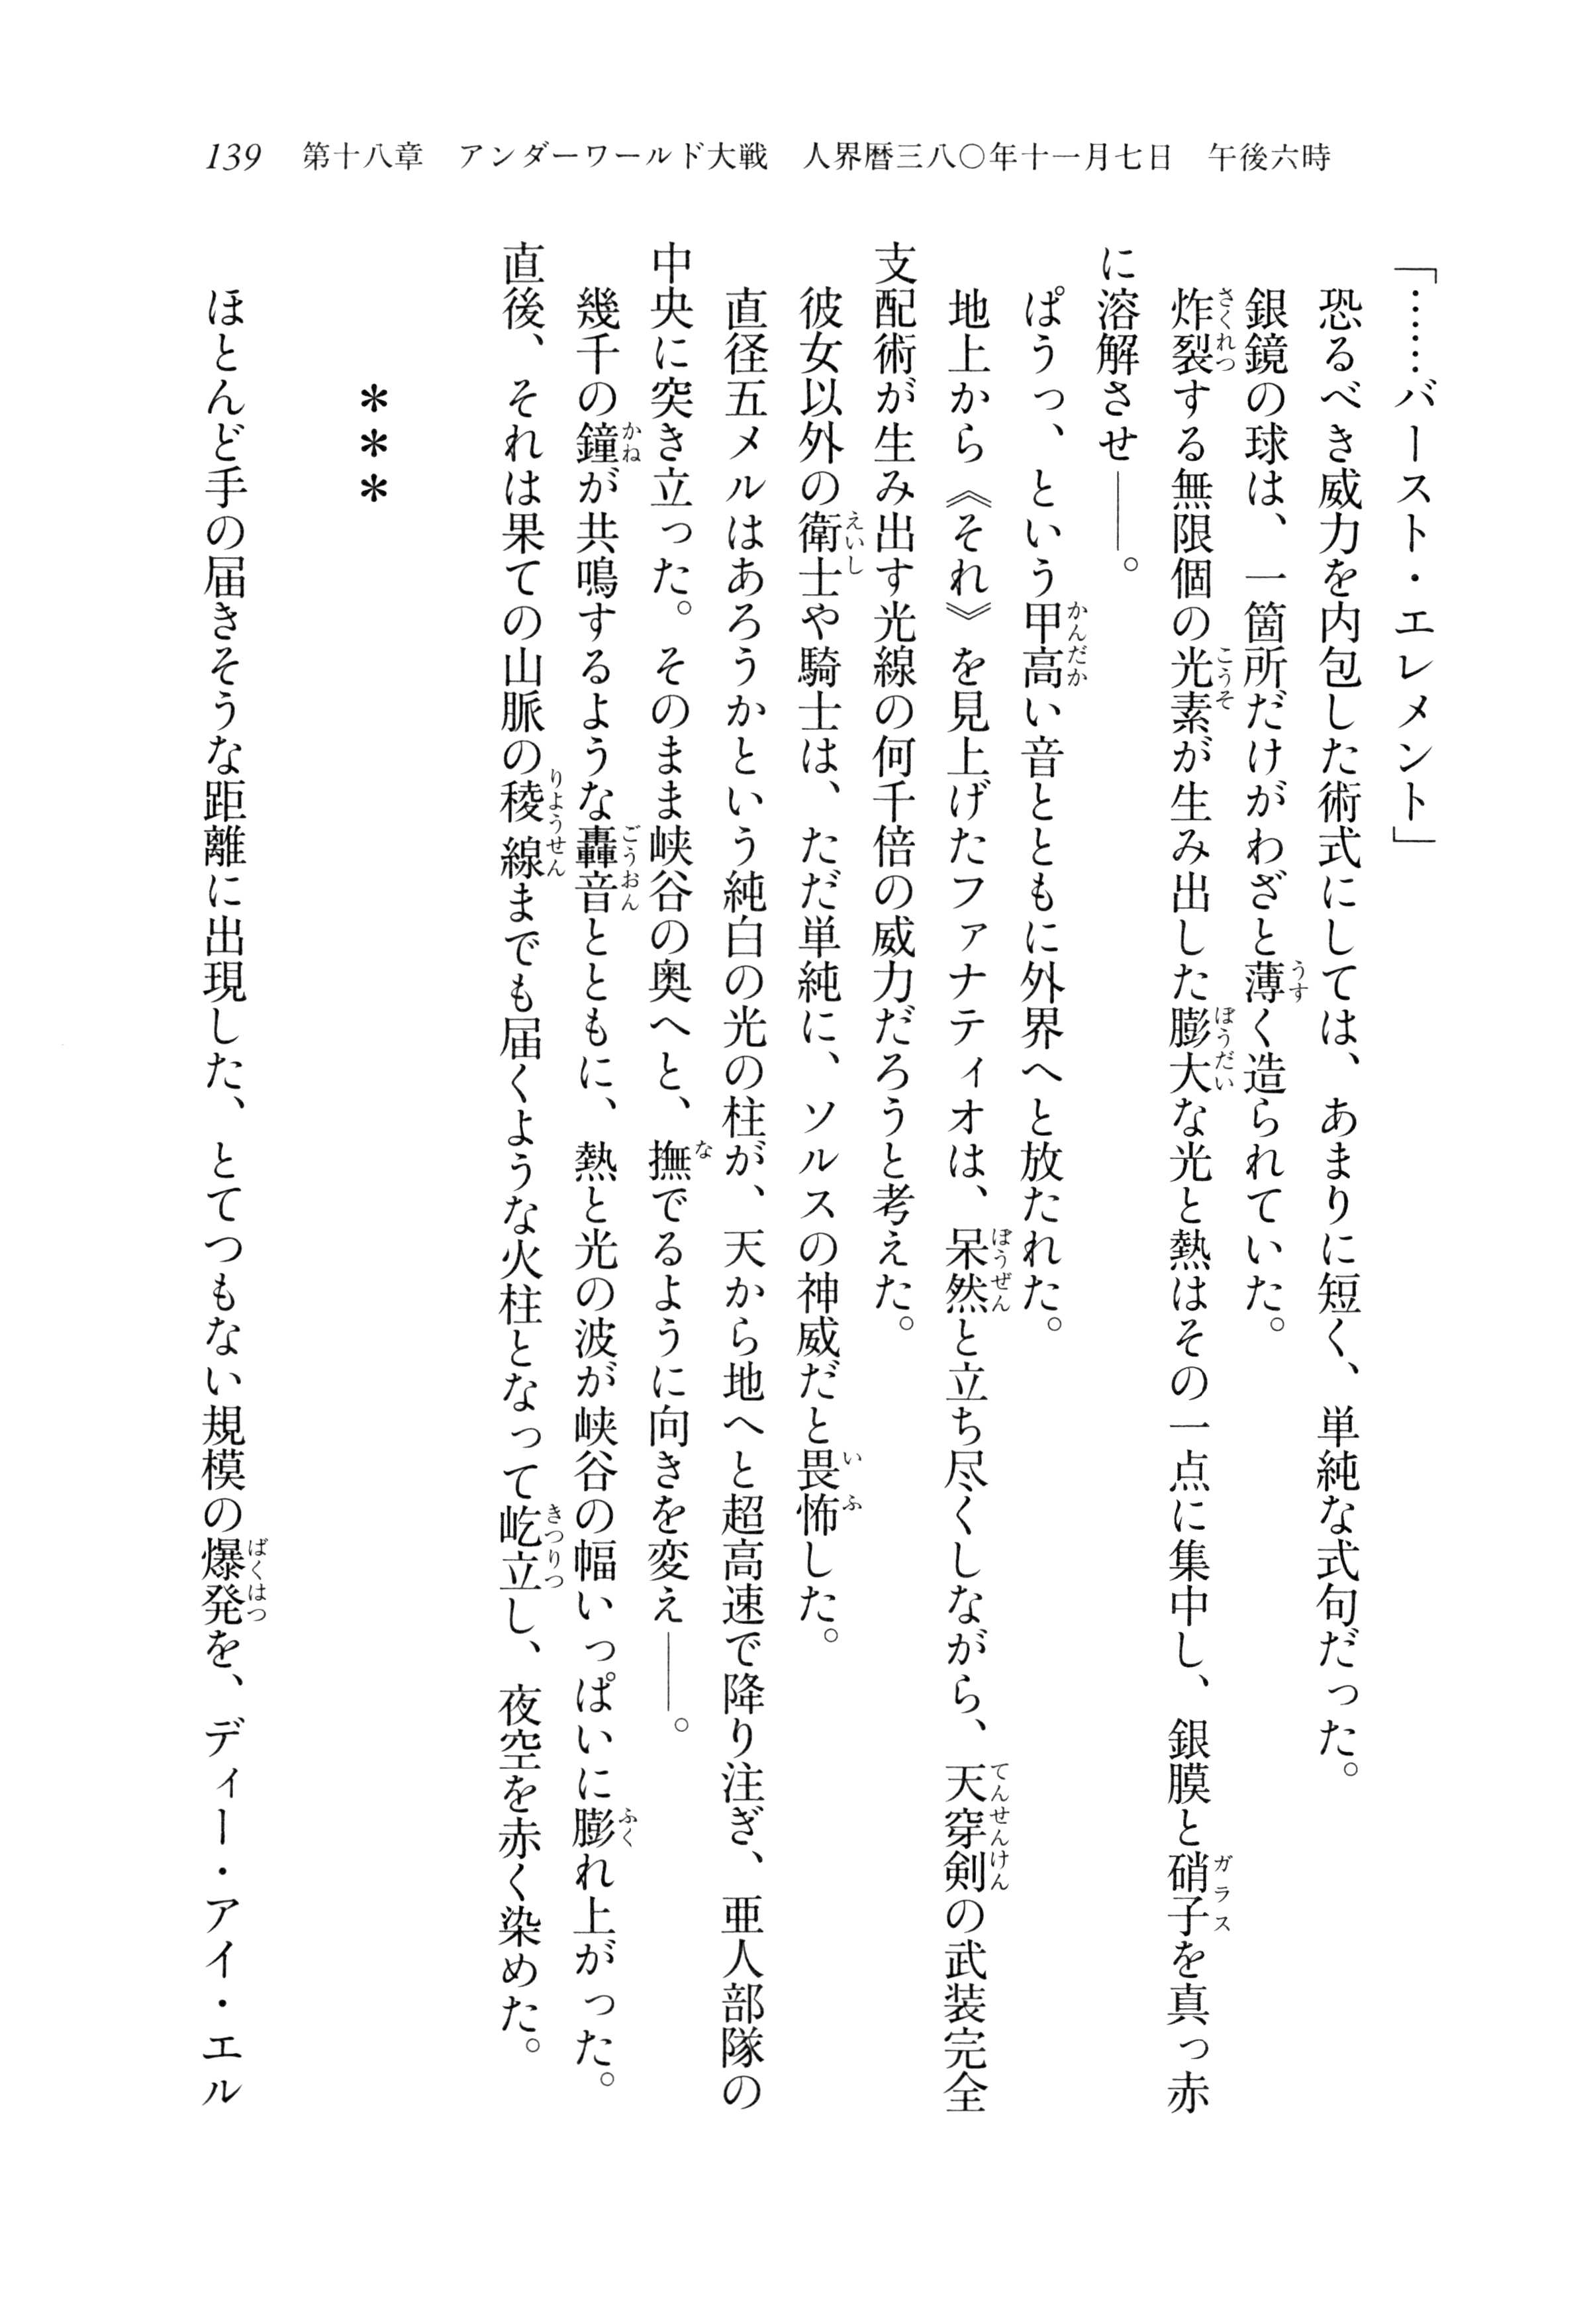 139　第十八章　アンダーワールド大戦　人界暦三八〇年十一月七日　午後六時
「……バースト・エレメント」
恐るべき威力を内包した術式にしては、あまりに短く、単純な式句だった。
銀鏡の球は、一箇所だけがわざと薄く造られていた。
炸裂する無限個の光素が生み出した膨大な光と熱はその一点に集中し、銀膜と硝子を真っ赤
に溶解させ――。
ぱうっ、という甲高い音とともに外界へと放たれた。
地上から《それ》を見上げたファナティオは、呆然と立ち尽くしながら、天穿剣の武装完全
支配術が生み出す光線の何千倍の威力だろうと考えた。
彼女以外の衛士や騎士は、ただ単純に、ソルスの神威だと畏怖した。
直径五メルはあろうかという純白の光の柱が、天から地へと超高速で降り注ぎ、亜人部隊の
中央に突き立った。そのまま峡谷の奥へと、撫でるように向きを変え――。
幾千の鐘が共鳴するような轟音とともに、熱と光の波が峡谷の幅いっぱいに膨れ上がった。
直後、それは果ての山脈の稜線までも届くような火柱となって屹立し、夜空を赤く染めた。
＊＊＊
ほとんど手の届きそうな距離に出現した、とてつもない規模の爆発を、ディー・アイ・エル